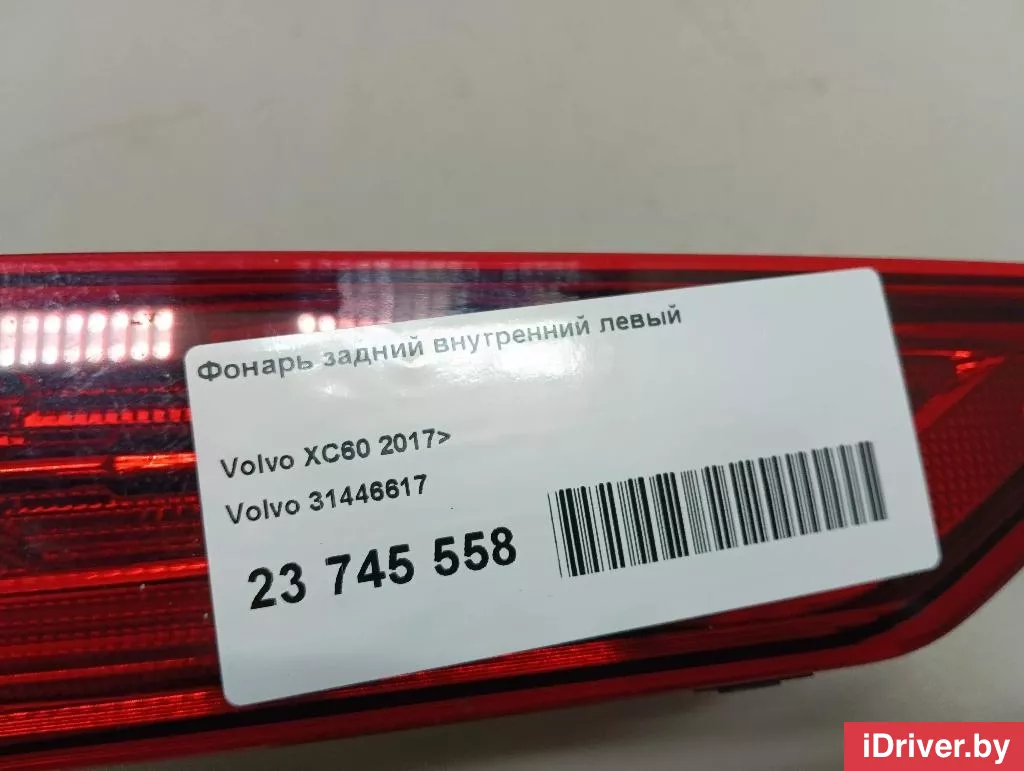 Фонарь задний внутренний левый
Volvo XC60 2017>
Volvo 31446617
23 745 558
iDriver.by